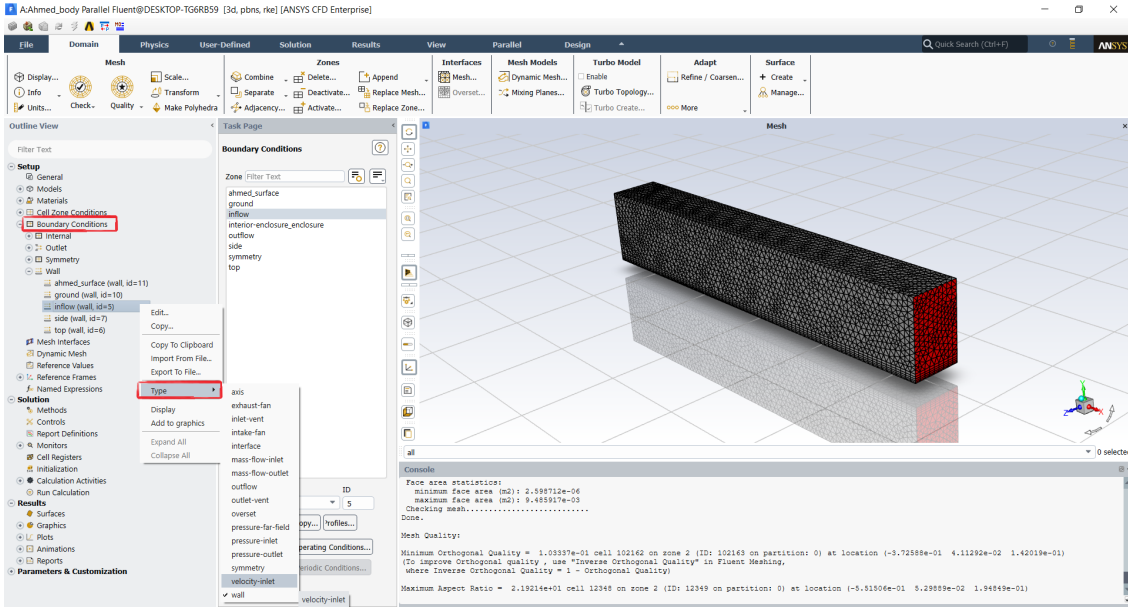 A:Ahmed_body Parallel Fluent@DESKTOP-TG6RB59 [3d, pbns, rke] [ANSYS CFD Enterprise]
File Domain Physics User-Defined Solution Results View Parallel Design
Quick Search (Ctrl+F)
ANSYS
Mesh
Display...
Info
Units...
Check
Quality
Scale...
Transform
Make Polyhedra
Zones
Combine
Separate
Adjacency...
Delete...
Deactivate...
Activate...
Append
Replace Mesh...
Replace Zone...
Interfaces
Mesh...
Overset...
Mesh Models
Dynamic Mesh...
Mixing Planes...
Turbo Model
Enable
Turbo Topology...
Turbo Create...
Adapt
Refine / Coarsen...
More
Surface
Create
Manage...
Outline View
Filter Text
Setup
General
Models
Materials
Cell Zone Conditions
Boundary Conditions
Internal
Outlet
Symmetry
Wall
ahmed_surface (wall, id=11)
ground (wall, id=10)
inflow (wall, id=5)
side (wall, id=7)
top (wall, id=6)
Mesh Interfaces
Dynamic Mesh
Reference Values
Reference Frames
Named Expressions
Solution
Methods
Controls
Report Definitions
Monitors
Cell Registers
Initialization
Calculation Activities
Run Calculation
Results
Surfaces
Graphics
Plots
Animations
Reports
Parameters & Customization
Edit...
Copy...
Copy To Clipboard
Import From File...
Export To File...
Type
Display
Add to graphics
Expand All
Collapse All
axis
exhaust-fan
inlet-vent
intake-fan
interface
mass-flow-inlet
mass-flow-outlet
outflow
outlet-vent
overset
pressure-far-field
pressure-inlet
pressure-outlet
symmetry
velocity-inlet
wall
velocity-inlet
Task Page
Boundary Conditions
Zone Filter Text
ahmed_surface
ground
inflow
interior-enclosure_enclosure
outflow
side
symmetry
top
ID
5
opy...
Profiles...
perating Conditions...
eriodic Conditions...
Mesh
Y
Z
X
all
0 selected
Console
Face area statistics:
minimum face area (m2): 2.598712e-06
maximum face area (m2): 9.485917e-03
Checking mesh..........................
Done.
Mesh Quality:
Minimum Orthogonal Quality = 1.03337e-01 cell 102162 on zone 2 (ID: 102163 on partition: 0) at location (-3.72588e-01 4.11292e-02 1.42019e-01)
(To improve Orthogonal quality , use "Inverse Orthogonal Quality" in Fluent Meshing,
where Inverse Orthogonal Quality = 1 - Orthogonal Quality)
Maximum Aspect Ratio = 2.19214e+01 cell 12348 on zone 2 (ID: 12349 on partition: 0) at location (-5.51506e-01 5.29889e-02 1.94849e-01)